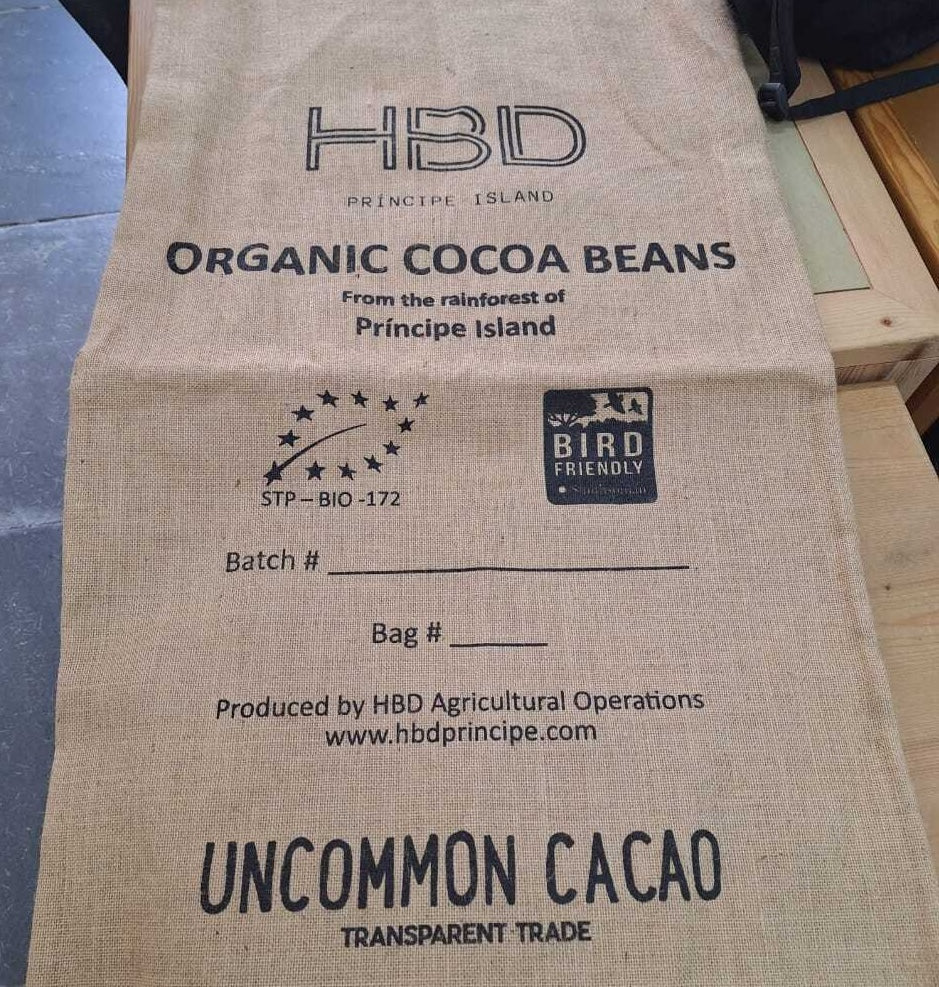 HBD
PRÍNCIPE ISLAND
ORGANIC COCOA BEANS
From the rainforest of
Príncipe Island
STP – BIO -172
BIRD
FRIENDLY
Smithsonian
Batch #
Bag #
Produced by HBD Agricultural Operations
www.hbdprincipe.com
UNCOMMON CACAO
TRANSPARENT TRADE